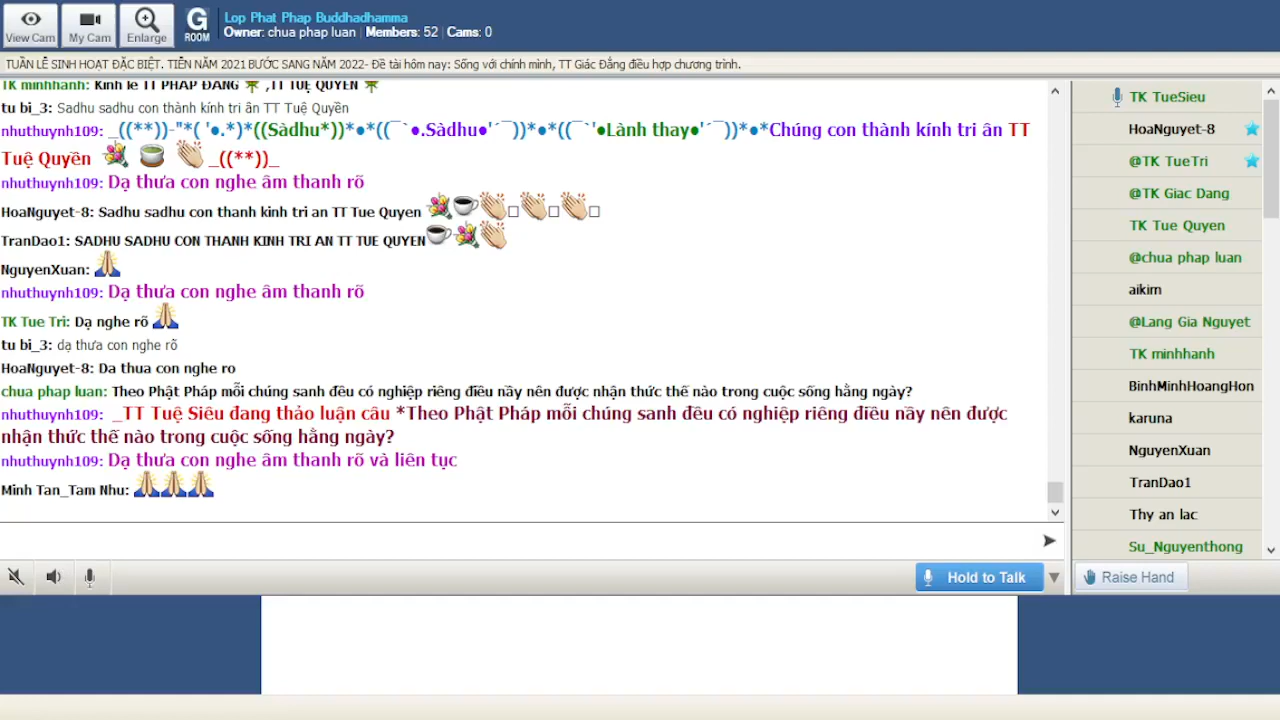 View Cam
My Cam
Enlarge
G
ROOM
Lop Phat Phap Buddhadhamma
Owner: chua phap luan | Members: 52 | Cams: 0
TUẦN LỄ SINH HOẠT ĐẶC BIỆT. TIỄN NĂM 2021 BƯỚC SANG NĂM 2022- Đề tài hôm nay: Sống với chính mình, TT Giác Đẳng điều hợp chương trình.
TK minhhanh: Kính lễ TT PHÁP ĐĂNG , TT TUỆ QUYỀN
tu bi_3: Sadhu sadhu con thành kính tri ân TT Tuệ Quyền
nhuthuynh109: _((**))-"*( '●.*)*((Sàdhu*))*●*((¯`●.Sàdhu●'´¯))*●*((¯`'●Lành thay●'´¯))*●*Chúng con thành kính tri ân TT
Tuệ Quyền _((**))_
nhuthuynh109: Dạ thưa con nghe âm thanh rõ
HoaNguyet-8: Sadhu sadhu con thanh kinh tri an TT Tue Quyen
TranDao1: SADHU SADHU CON THANH KINH TRI AN TT TUE QUYEN
NguyenXuan:
nhuthuynh109: Dạ thưa con nghe âm thanh rõ
TK Tue Tri: Dạ nghe rõ
tu bi_3: dạ thưa con nghe rõ
HoaNguyet-8: Da thua con nghe ro
chua phap luan: Theo Phật Pháp mỗi chúng sanh đều có nghiệp riêng điều nầy nên được nhận thức thế nào trong cuộc sống hằng ngày?
nhuthuynh109: _TT Tuệ Siêu đang thảo luận câu *Theo Phật Pháp mỗi chúng sanh đều có nghiệp riêng điều nầy nên được
nhận thức thế nào trong cuộc sống hằng ngày?
nhuthuynh109: Dạ thưa con nghe âm thanh rõ và liên tục
Minh Tan_Tam Nhu:
Hold to Talk
TK TueSieu
HoaNguyet-8
@TK TueTri
@TK Giac Dang
TK Tue Quyen
@chua phap luan
aikim
@Lang Gia Nguyet
TK minhhanh
BinhMinhHoangHon
karuna
NguyenXuan
TranDao1
Thy an lac
Su_Nguyenthong
Raise Hand